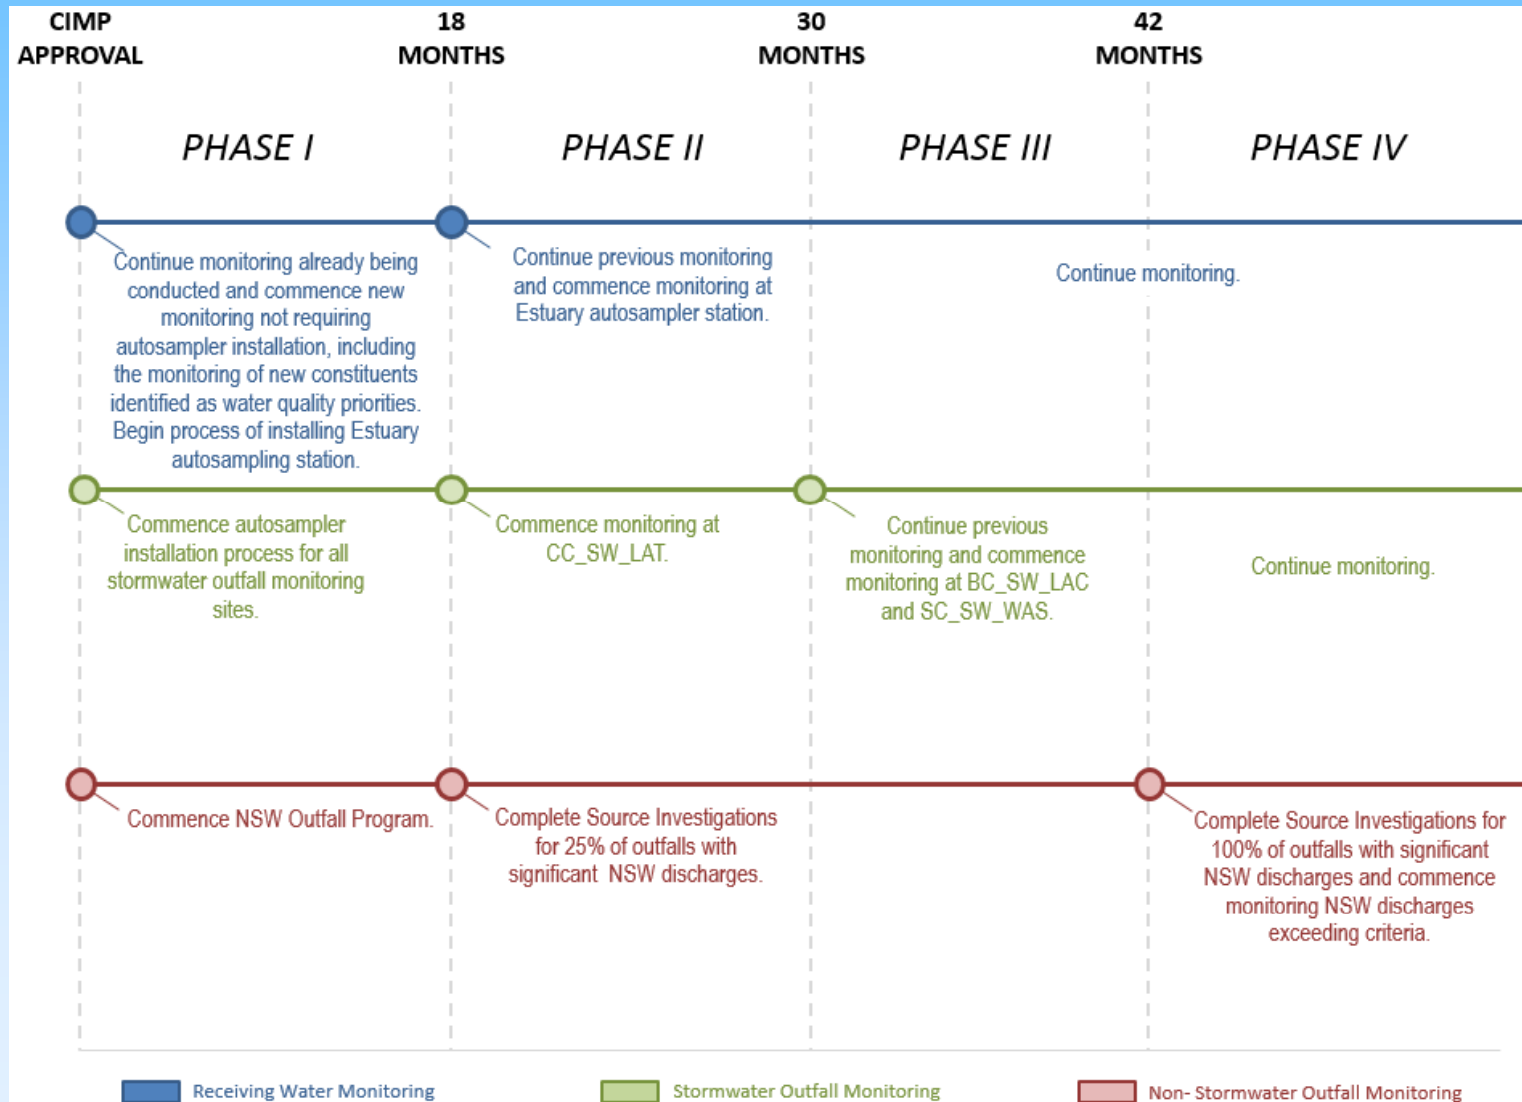 CIMP
APPROVAL
18
MONTHS
30
MONTHS
42
MONTHS
PHASE I
PHASE II
PHASE III
PHASE IV
Continue monitoring already being
conducted and commence new
monitoring not requiring
autosampler installation, including
the monitoring of new constituents
identified as water quality priorities.
Begin process of installing Estuary
autosampling station.
Continue previous monitoring
and commence monitoring at
Estuary autosampler station.
Continue monitoring.
Commence autosampler
installation process for all
stormwater outfall monitoring
sites.
Commence monitoring at
CC_SW_LAT.
Continue previous
monitoring and commence
monitoring at BC_SW_LAC
and SC_SW_WAS.
Continue monitoring.
Commence NSW Outfall Program.
Complete Source Investigations
for 25% of outfalls with
significant NSW discharges.
Complete Source Investigations for
100% of outfalls with significant
NSW discharges and commence
monitoring NSW discharges
exceeding criteria.
Receiving Water Monitoring
Stormwater Outfall Monitoring
Non- Stormwater Outfall Monitoring